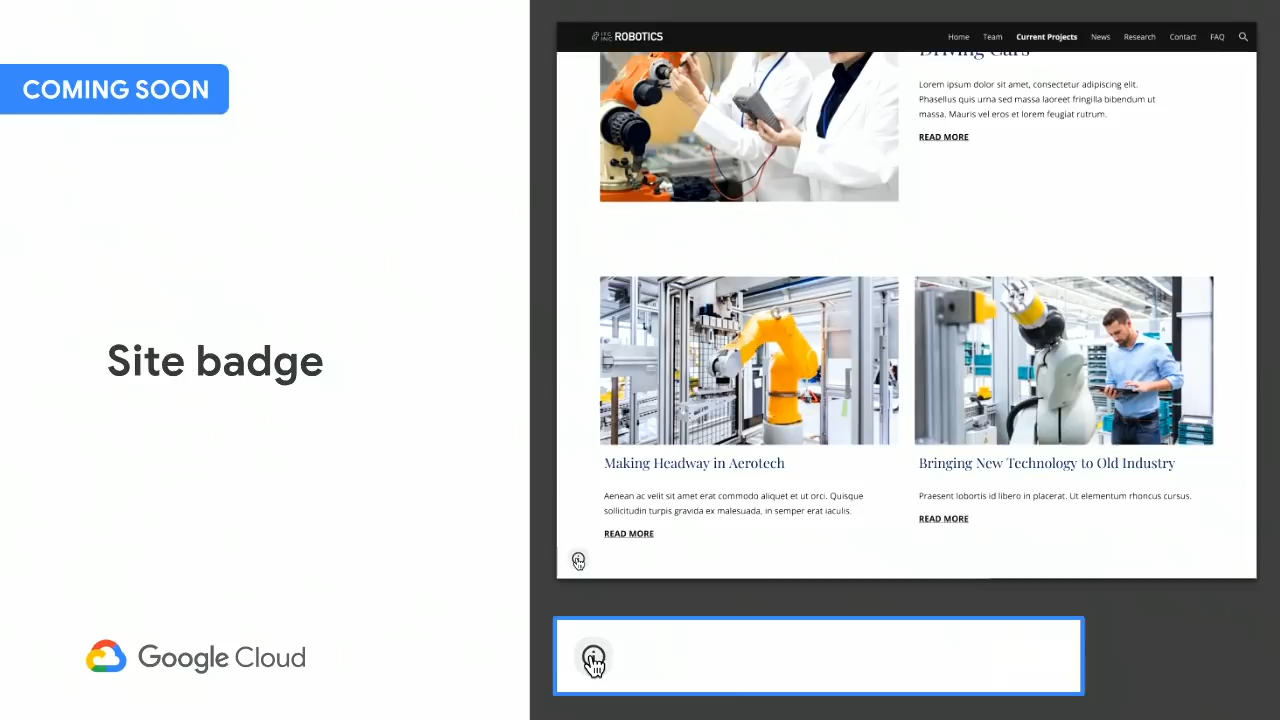 COMING SOON
Site badge
Google Cloud
ROBOTICS
Home Team Current Projects News Research Contact FAQ
Driving Cars
Lorem ipsum dolor sit amet, consectetur adipiscing elit.
Phasellus quis urna sed massa laoreet fringilla bibendum ut
massa. Mauris vel eros et lorem feugiat rutrum.
READ MORE
Making Headway in Aerotech
Aenean ac velit sit amet erat commodo aliquet et ut orci. Quisque
sollicitudin turpis gravida ex malesuada, in semper erat iaculis.
READ MORE
Bringing New Technology to Old Industry
Praesent lobortis id libero in placerat. Ut elementum rhoncus cursus.
READ MORE